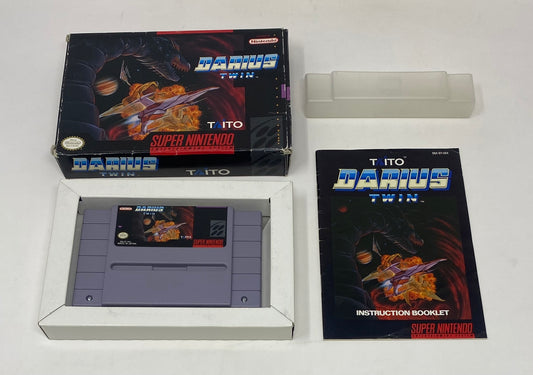 Nintendo
DARIUS
TWIN
TAITO
SUPER NINTENDO
DARIUS
TWIN
TAITO
TAITO
DARIUS
TWIN
INSTRUCTION BOOKLET
SUPER NINTENDO
DARIUS
TWIN
SUPER NINTENDO